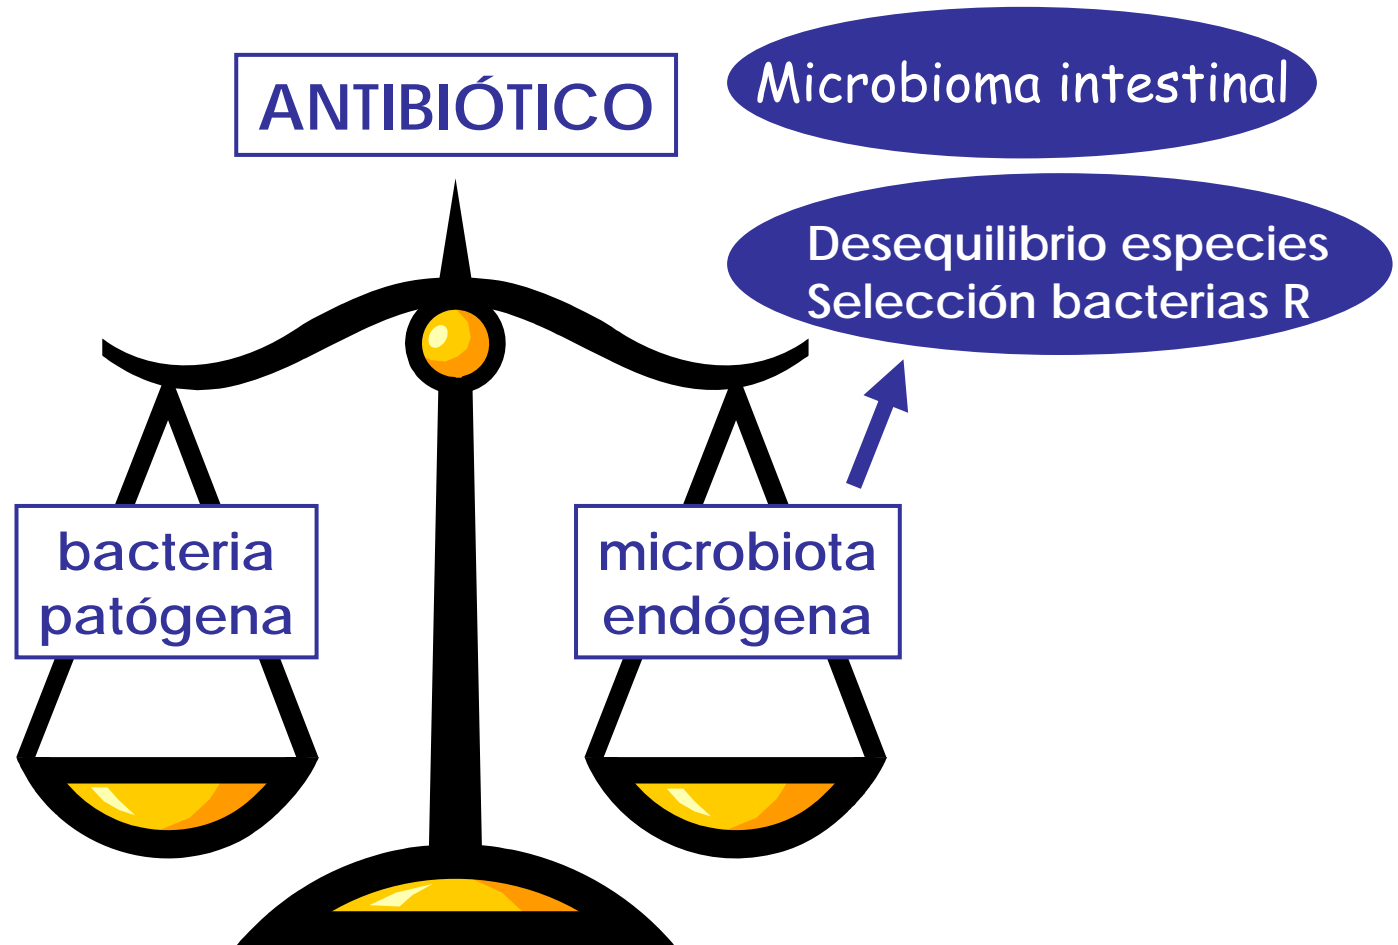 ANTIBIÓTICO
Microbioma intestinal
Desequilibrio especies
Selección bacterias R
bacteria
patógena
microbiota
endógena